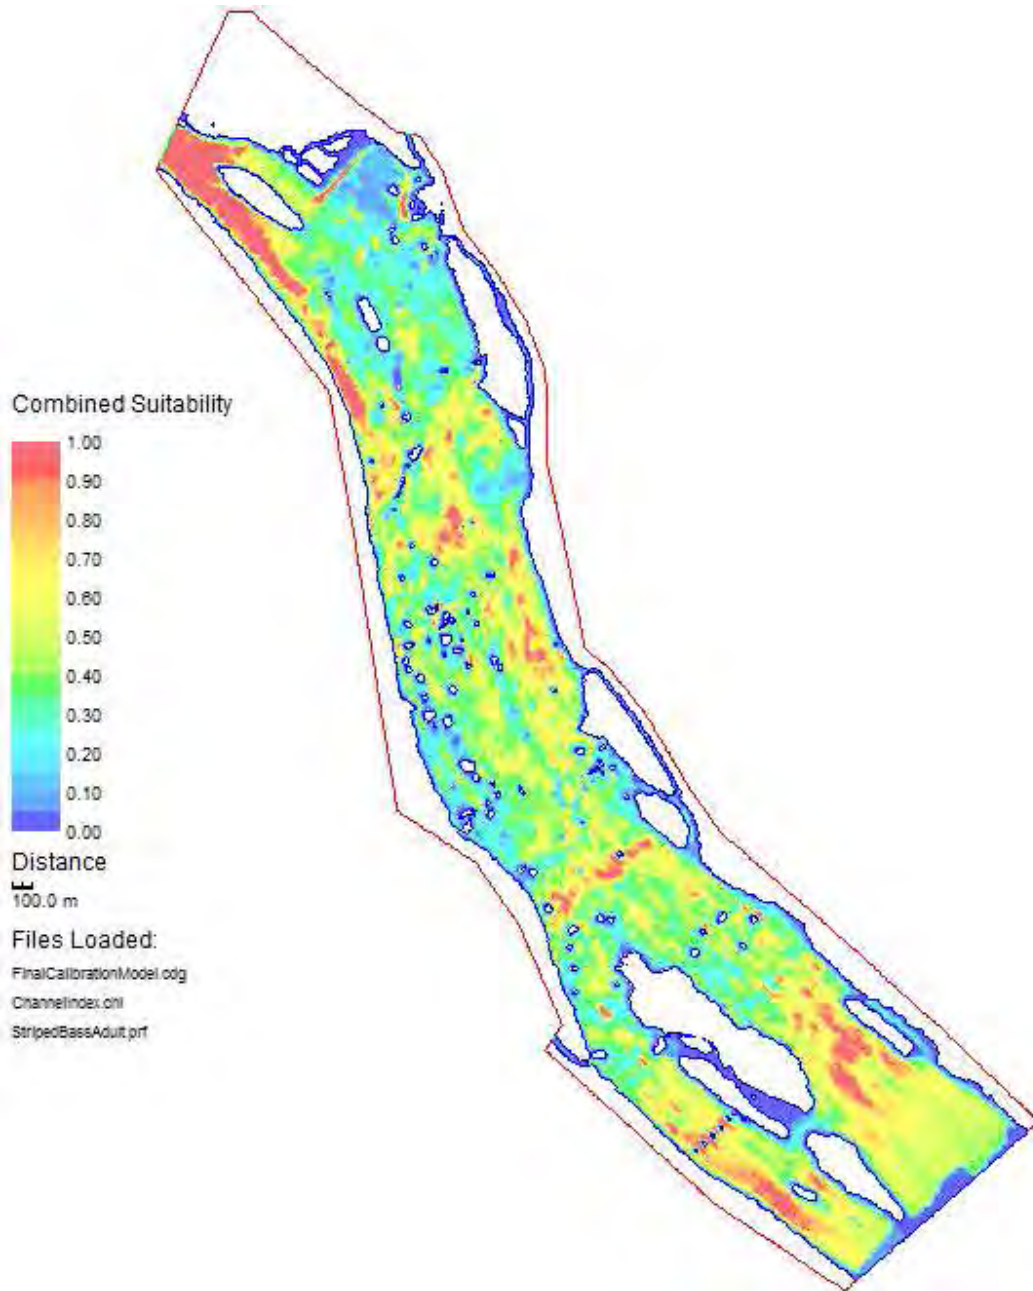 Combined Suitability
1.00
0.90
0.80
0.70
0.60
0.50
0.40
0.30
0.20
0.10
0.00
Distance
100.0 m
Files Loaded:
FinalCalibrationModel.cdg
ChannelIndex.chi
StripedBassAdult.prf